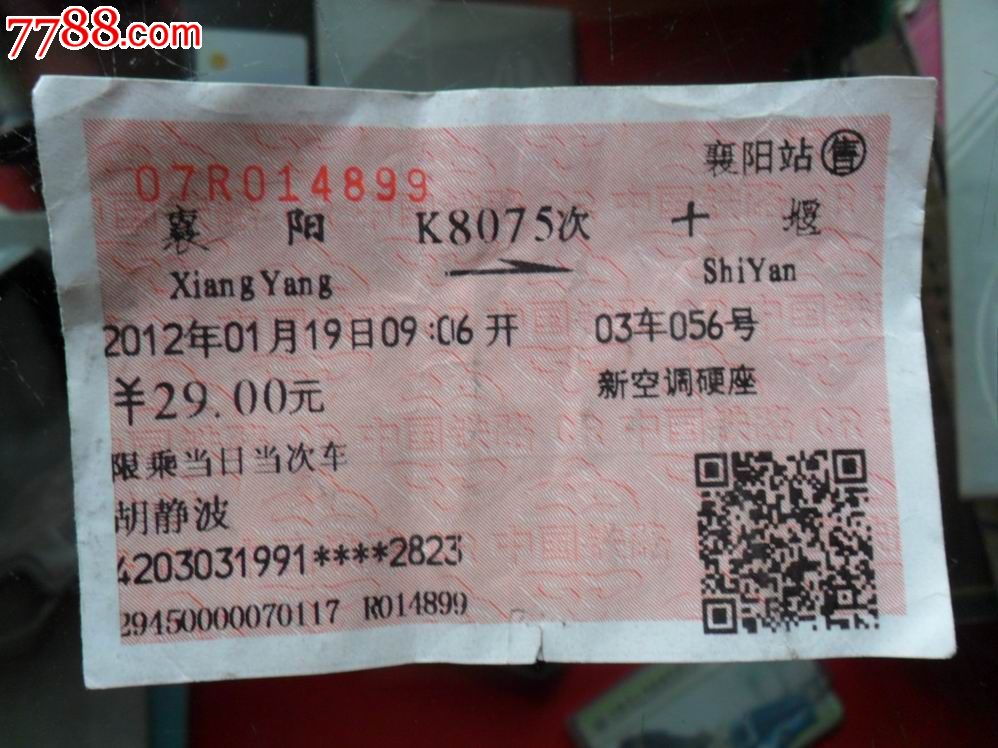 7788.com
07R014899
襄阳站 售
襄阳 K8075次 十堰
XiangYang ShiYan
2012年01月19日09:06开 03车056号
¥29.00元 新空调硬座
限乘当日当次车
胡静波
4203031991****2823
29450000070117 R014899